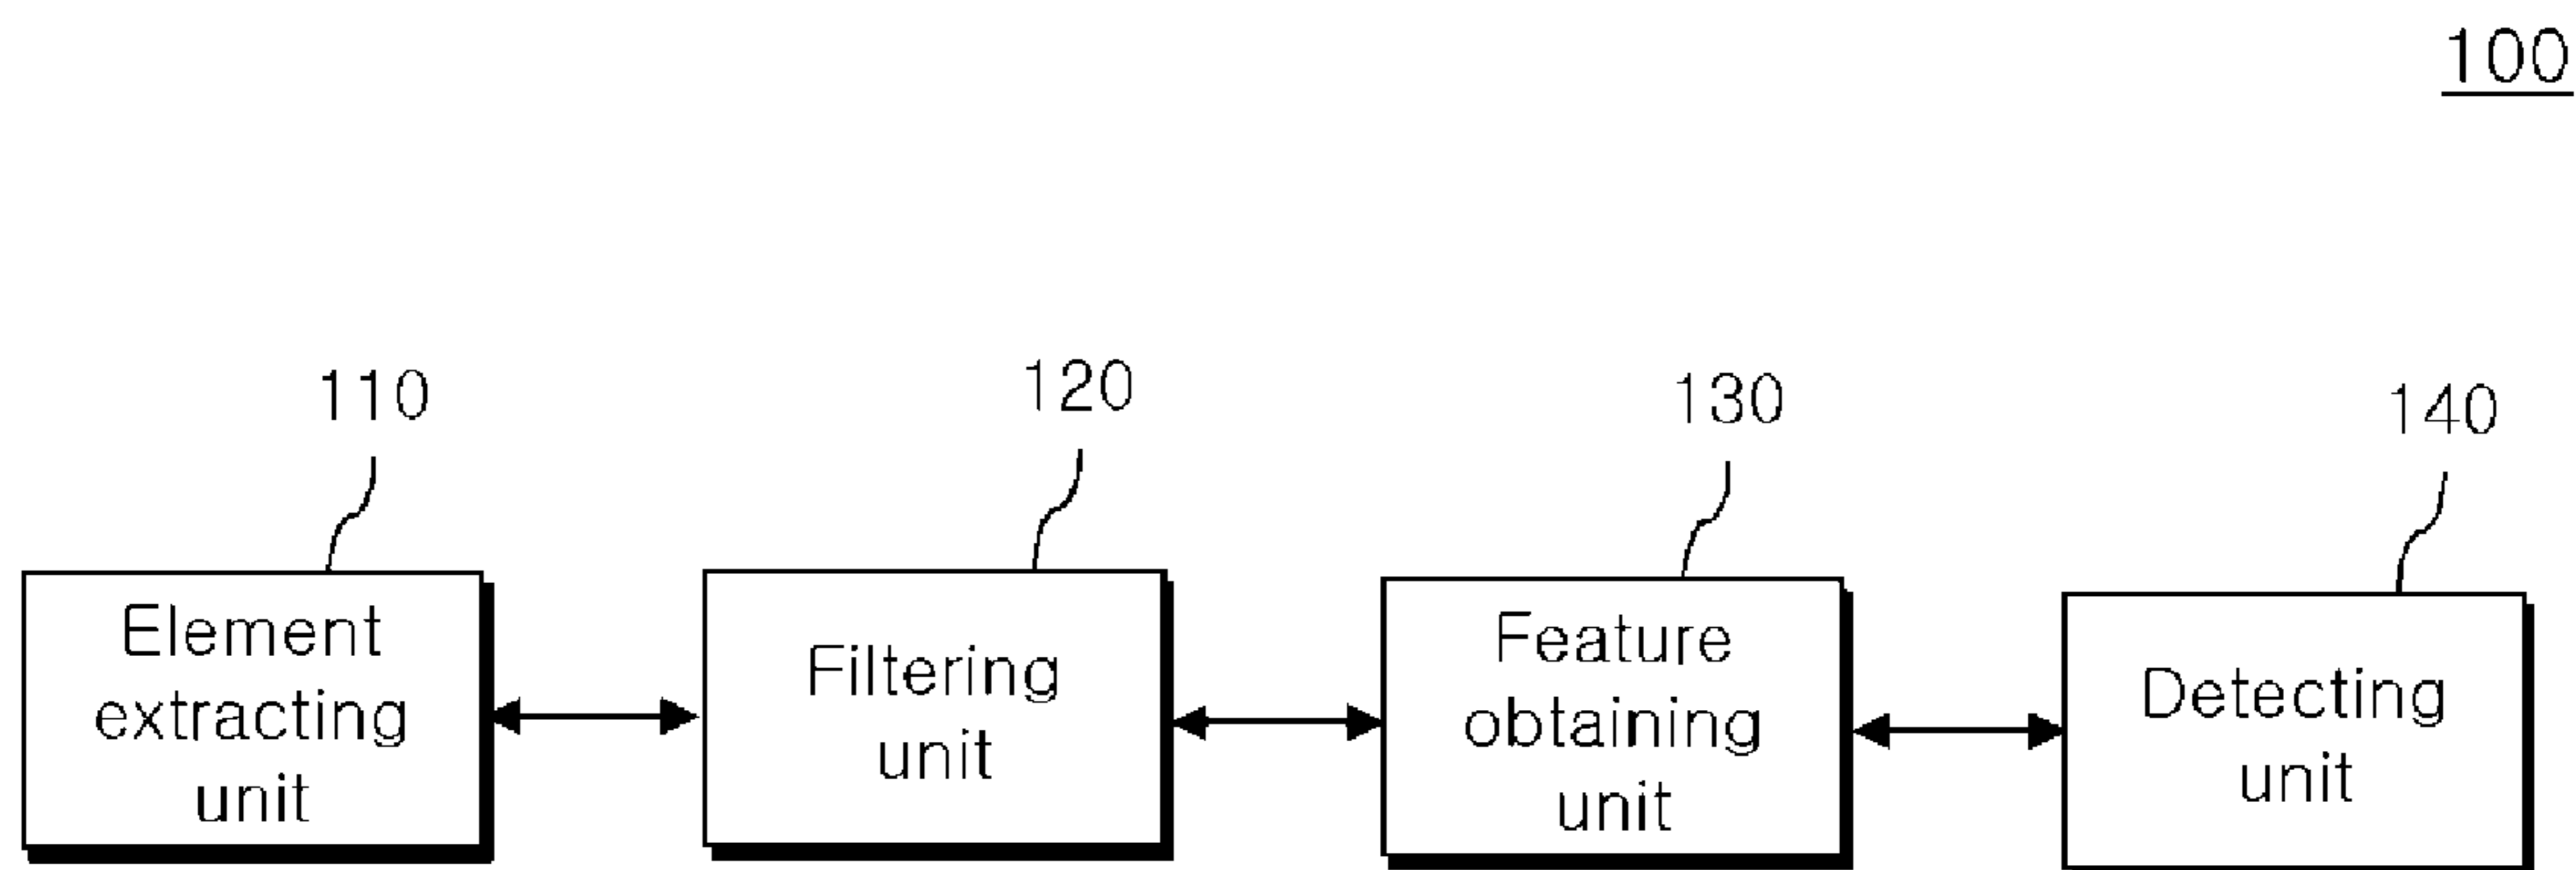 100
110
120
130
140
Element
extracting
unit
Filtering
unit
Feature
obtaining
unit
Detecting
unit